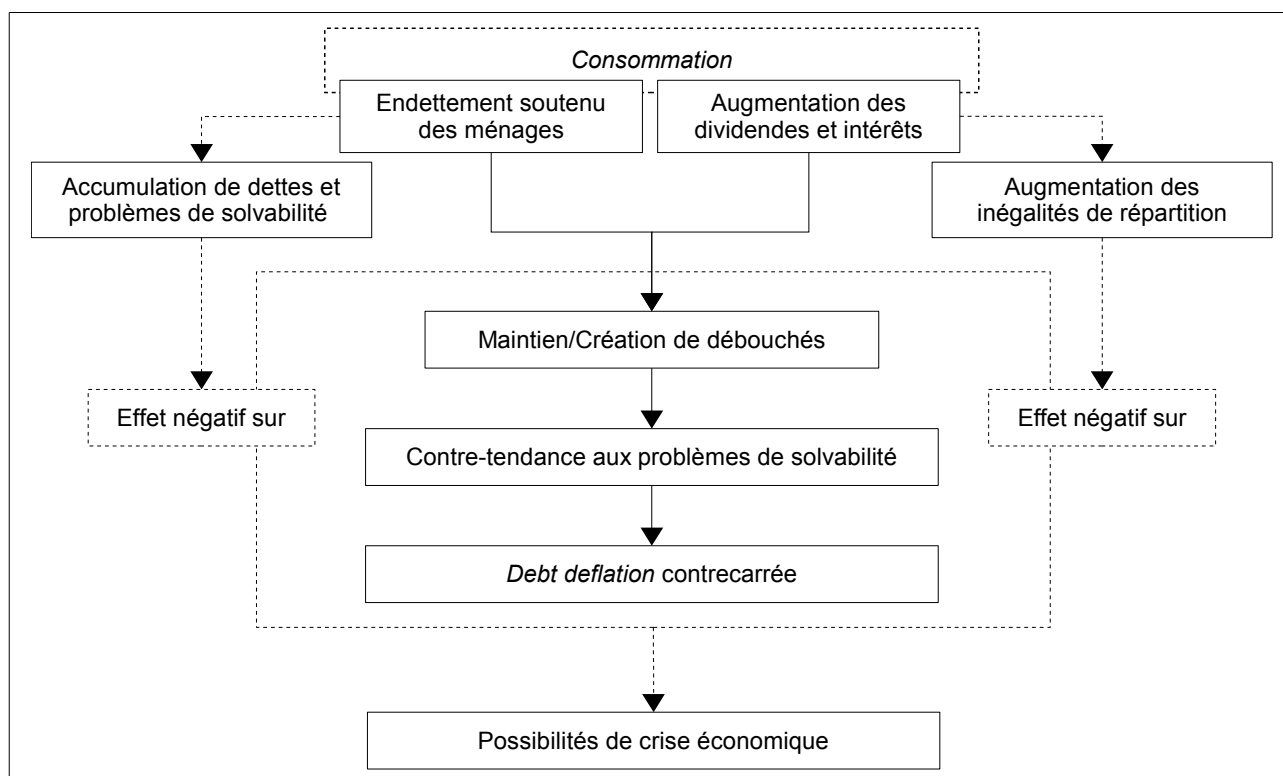 Consommation
Endettement soutenu
des ménages
Augmentation des
dividendes et intérêts
Accumulation de dettes et
problèmes de solvabilité
Augmentation des
inégalités de répartition
Maintien/Création de débouchés
Effet négatif sur
Effet négatif sur
Contre-tendance aux problèmes de solvabilité
Debt deflation contrecarrée
Possibilités de crise économique